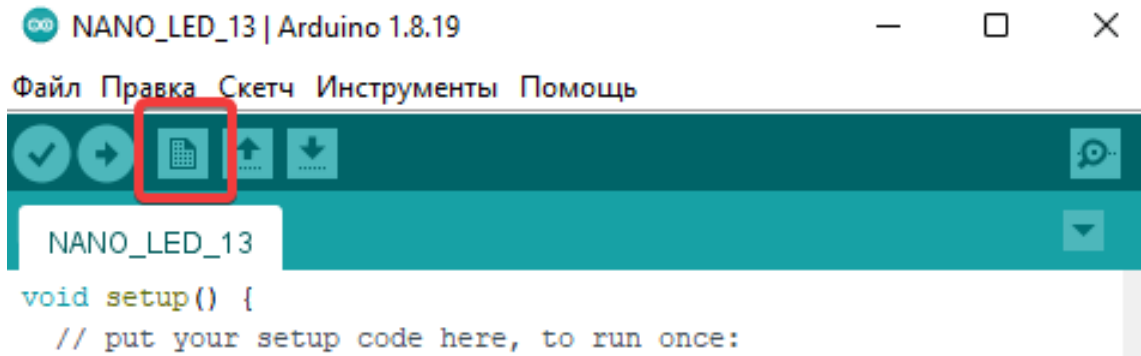 NANO_LED_13 | Arduino 1.8.19
Файл Правка Скетч Инструменты Помощь
NANO_LED_13
void setup() {
// put your setup code here, to run once: